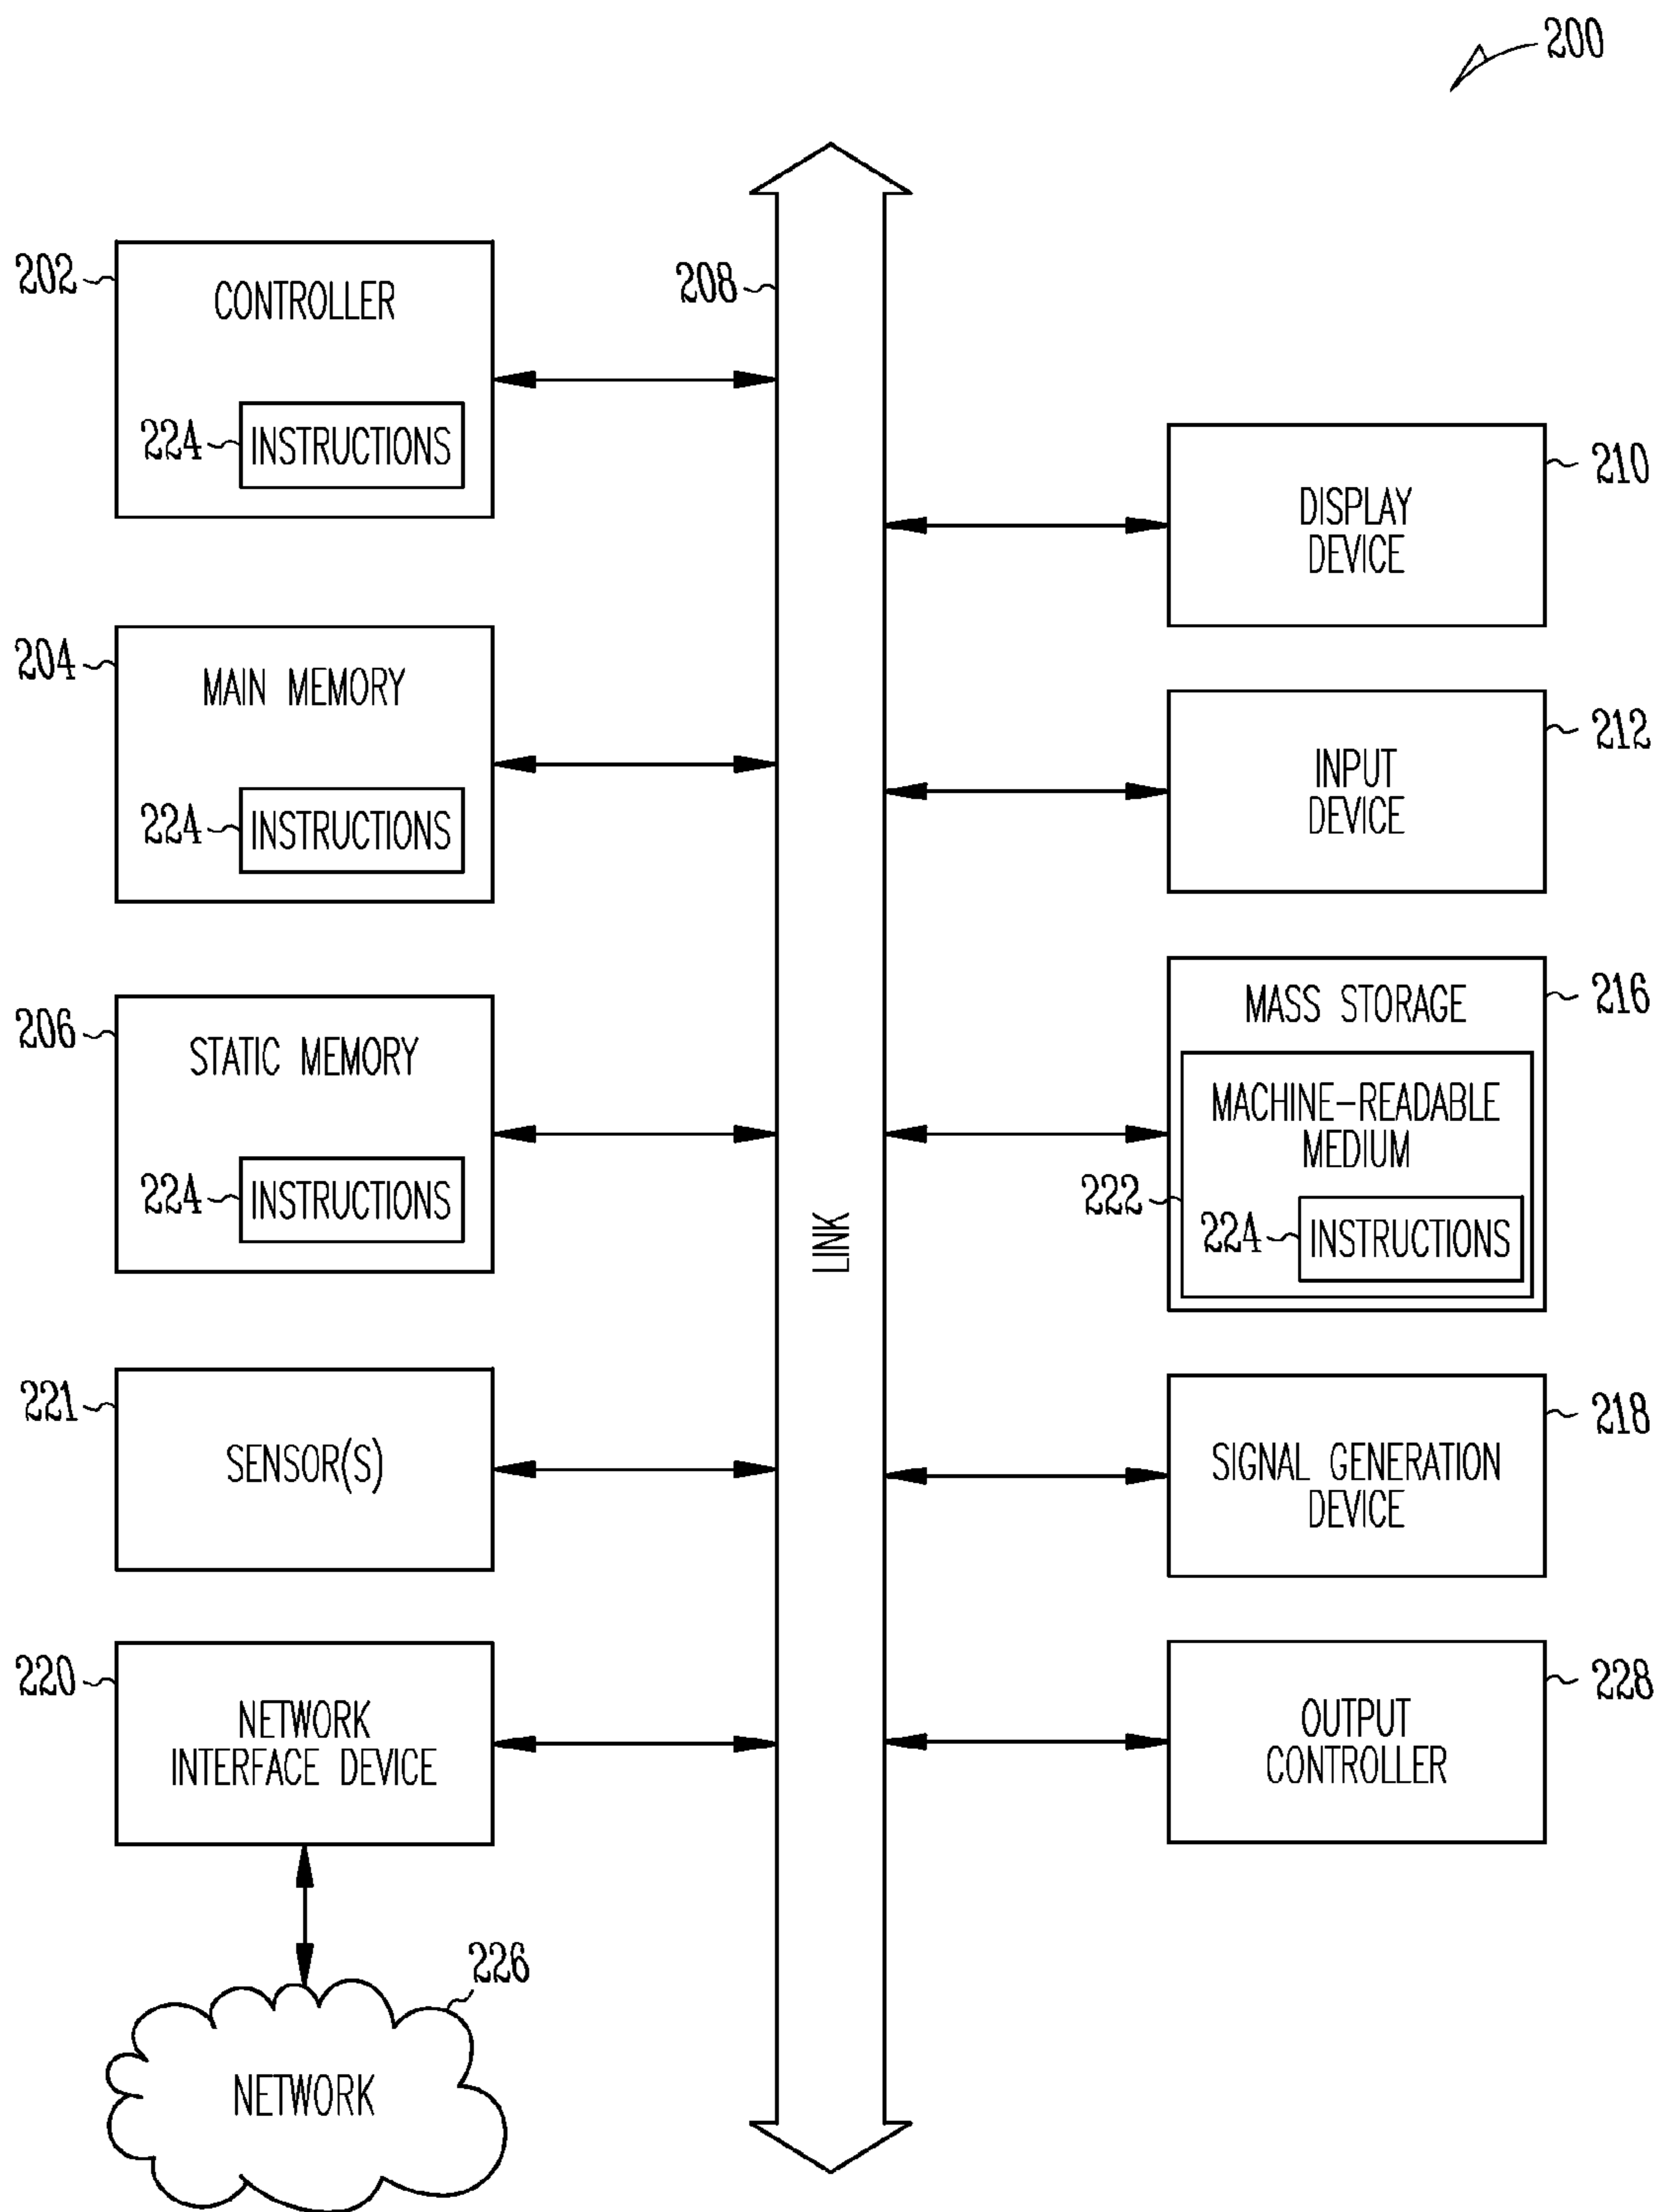 200
202
CONTROLLER
224
INSTRUCTIONS
208
204
MAIN MEMORY
224
INSTRUCTIONS
206
STATIC MEMORY
224
INSTRUCTIONS
221
SENSOR(S)
220
NETWORK
INTERFACE DEVICE
226
NETWORK
LINK
210
DISPLAY
DEVICE
212
INPUT
DEVICE
216
MASS STORAGE
MACHINE-READABLE
MEDIUM
222
224
INSTRUCTIONS
218
SIGNAL GENERATION
DEVICE
228
OUTPUT
CONTROLLER